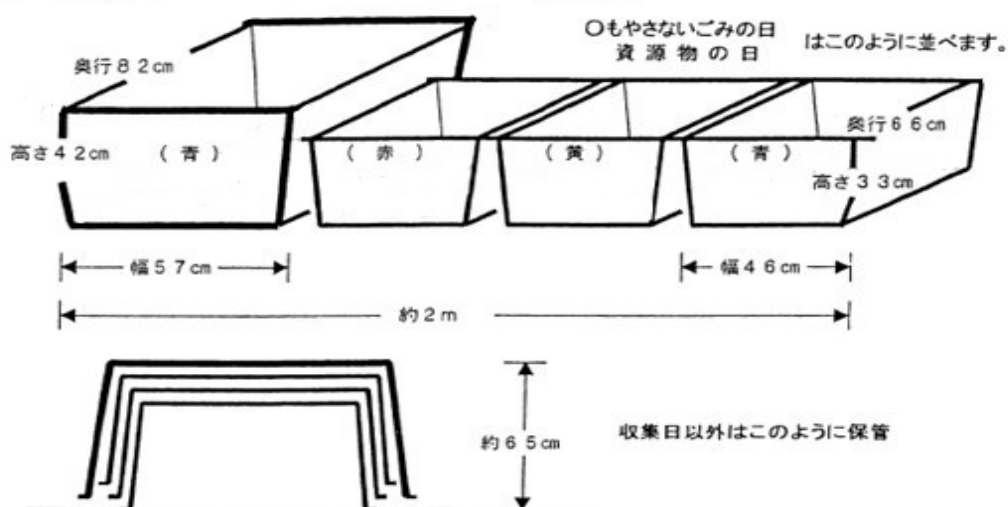 〇もやさないごみの日
資源物の日
はこのように並べます。
奥行82cm
高さ42cm
(青)
(赤)
(黄)
(青)
奥行66cm
高さ33cm
幅57cm
幅46cm
約2m
約65cm
収集日以外はこのように保管